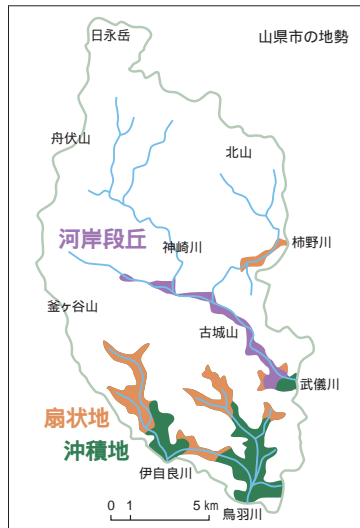 山県市の地勢
日永岳
舟伏山
北山
河岸段丘
神崎川
柿野川
釜ヶ谷山
古城山
武儀川
扇状地
沖積地
伊自良川
鳥羽川
0 1 5 km